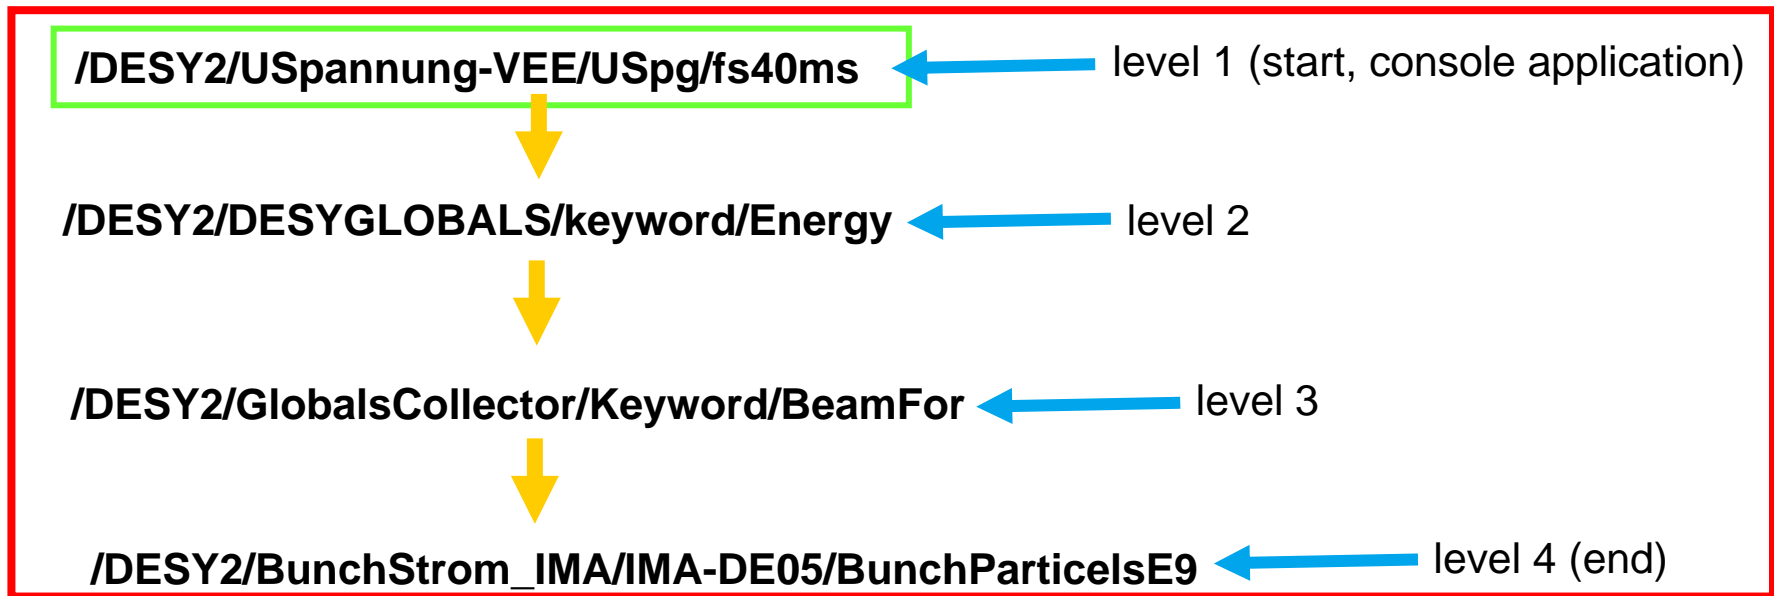 /DESY2/USpannung-VEE/USpg/fs40ms level 1 (start, console application)
/DESY2/DESYGLOBALS/keyword/Energy level 2
/DESY2/GlobalsCollector/Keyword/BeamFor level 3
/DESY2/BunchStrom_IMA/IMA-DE05/BunchParticelsE9 level 4 (end)